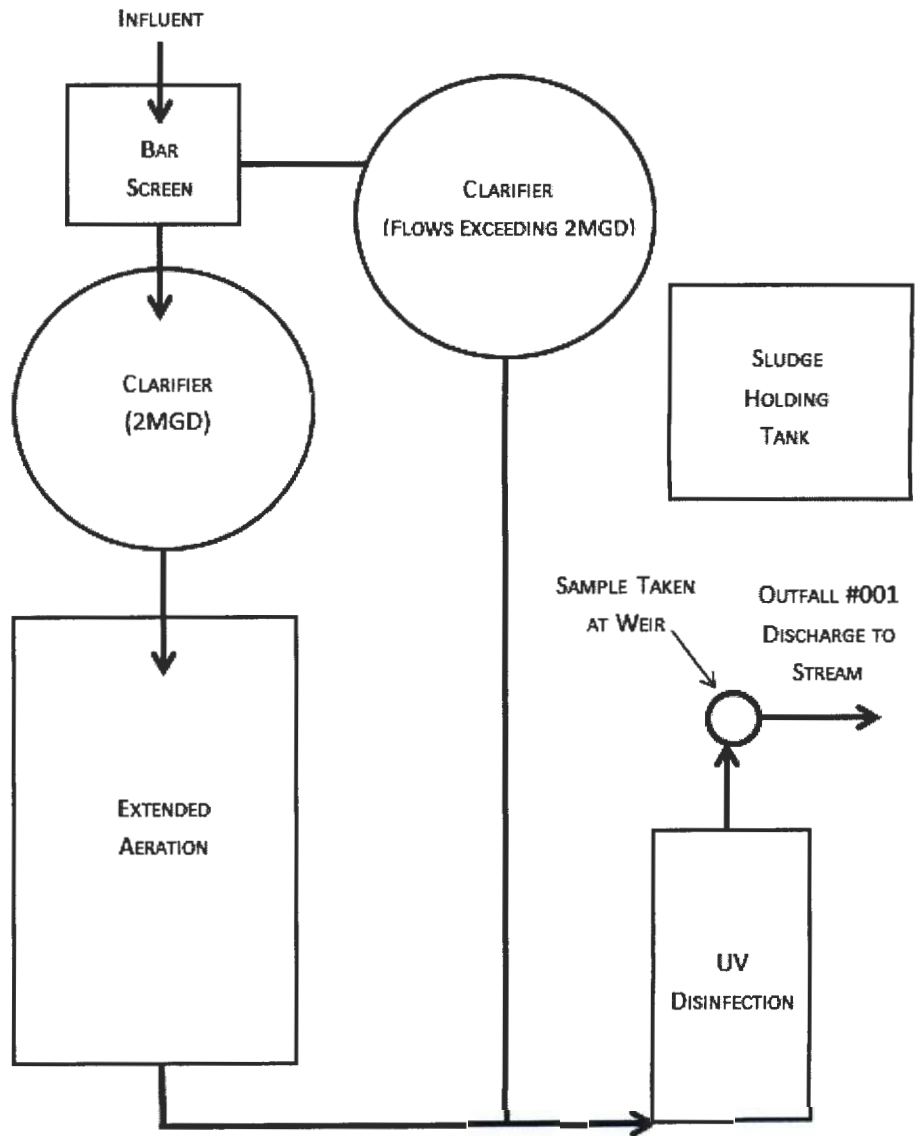 INFLUENT
BAR
SCREEN
CLARIFIER
(FLOWS EXCEEDING 2MGD)
CLARIFIER
(2MGD)
SLUDGE
HOLDING
TANK
SAMPLE TAKEN
AT WEIR
OUTFALL #001
DISCHARGE TO
STREAM
EXTENDED
AERATION
UV
DISINFECTION